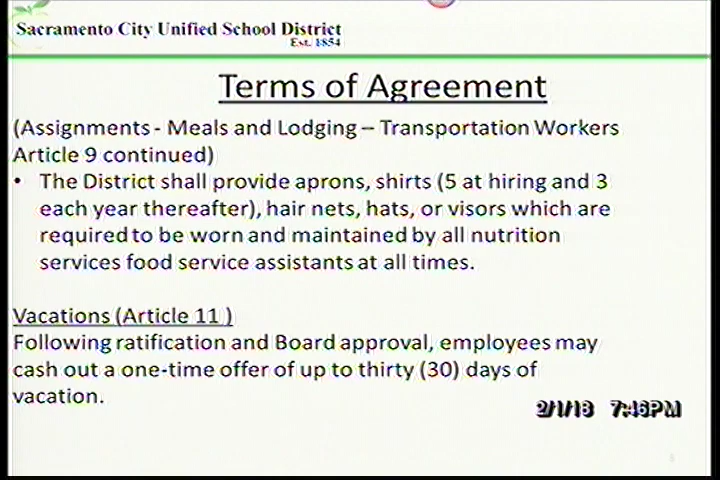 Sacramento City Unified School District
Est. 1854
Terms of Agreement
(Assignments - Meals and Lodging – Transportation Workers
Article 9 continued)
• The District shall provide aprons, shirts (5 at hiring and 3
each year thereafter), hair nets, hats, or visors which are
required to be worn and maintained by all nutrition
services food service assistants at all times.
Vacations (Article 11 )
Following ratification and Board approval, employees may
cash out a one-time offer of up to thirty (30) days of
vacation.
2/1/18 7:46PM